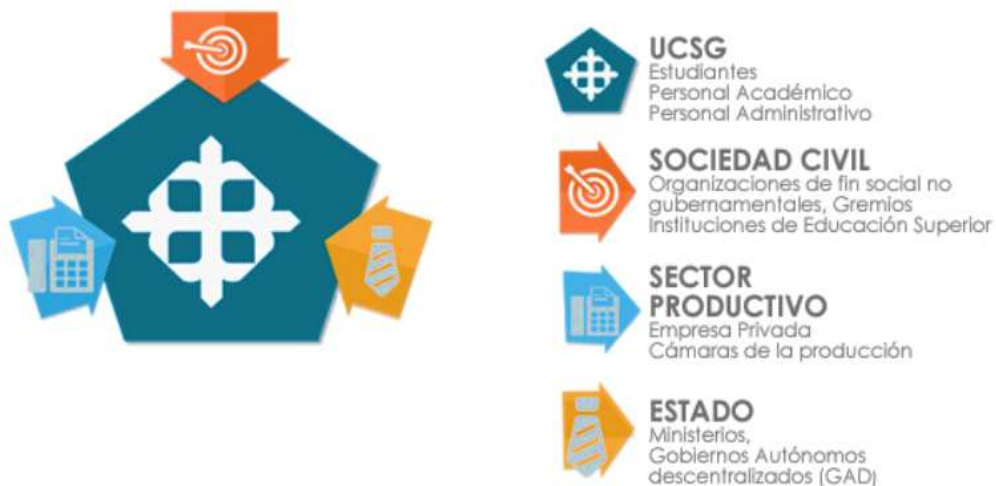 UCSG
Estudiantes
Personal Académico
Personal Administrativo
SOCIEDAD CIVIL
Organizaciones de fin social no
gubernamentales, Gremios
Instituciones de Educación Superior
SECTOR
PRODUCTIVO
Empresa Privada
Cámaras de la producción
ESTADO
Ministerios,
Gobiernos Autónomos
descentralizados (GAD)